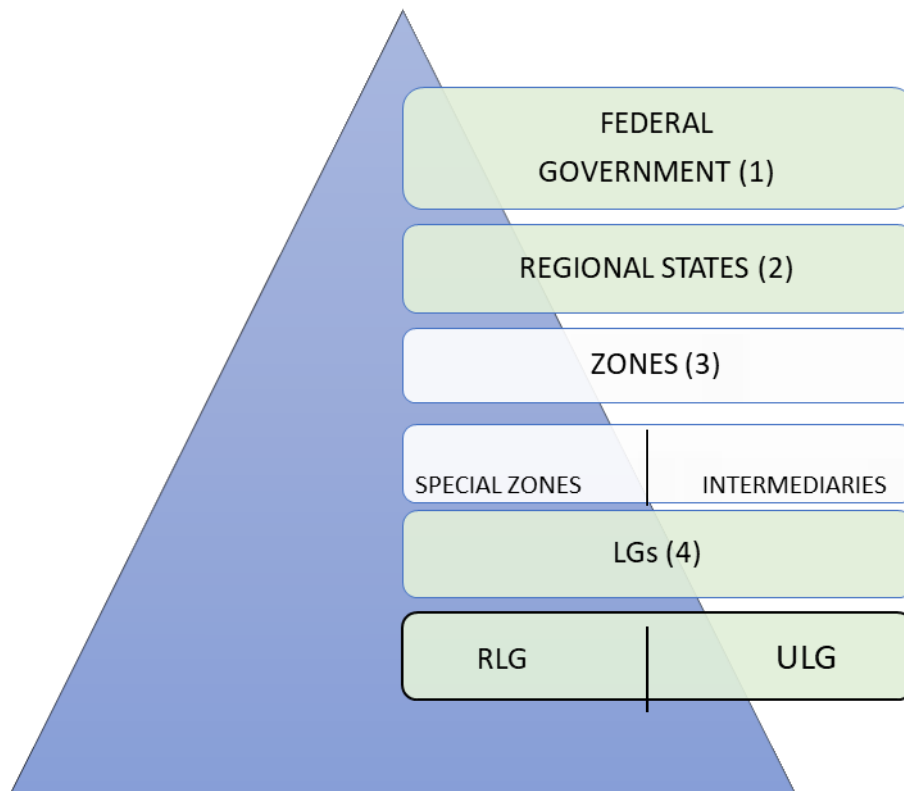 FEDERAL
GOVERNMENT (1)
REGIONAL STATES (2)
ZONES (3)
SPECIAL ZONES
INTERMEDIARIES
LGs (4)
RLG
ULG